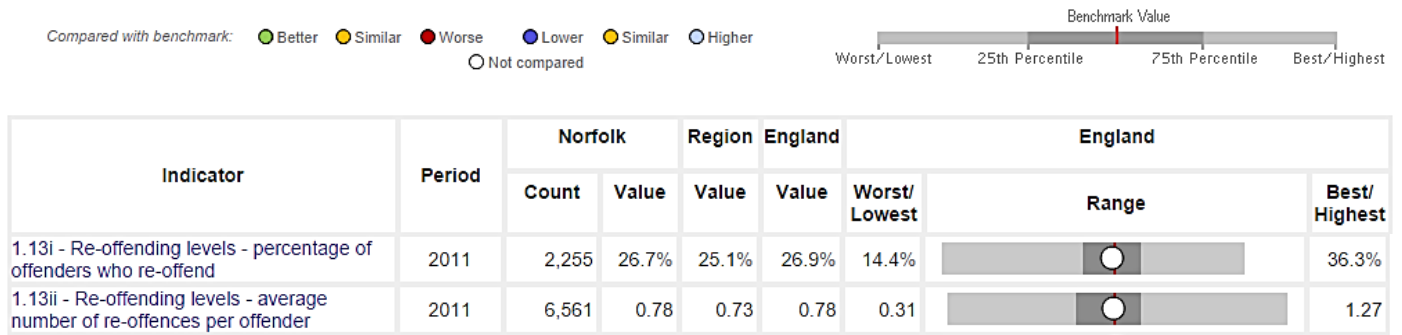 Benchmark Value
Compared with benchmark: Better Similar Worse Lower Similar Higher
Not compared
Worst/Lowest 25th Percentile 75th Percentile Best/Highest
Indicator Period Norfolk Region England England
Count Value Value Value Worst/ Lowest Range Best/ Highest
1.13i - Re-offending levels - percentage of
offenders who re-offend 2011 2,255 26.7% 25.1% 26.9% 14.4% 36.3%
1.13ii - Re-offending levels - average
number of re-offences per offender 2011 6,561 0.78 0.73 0.78 0.31 1.27